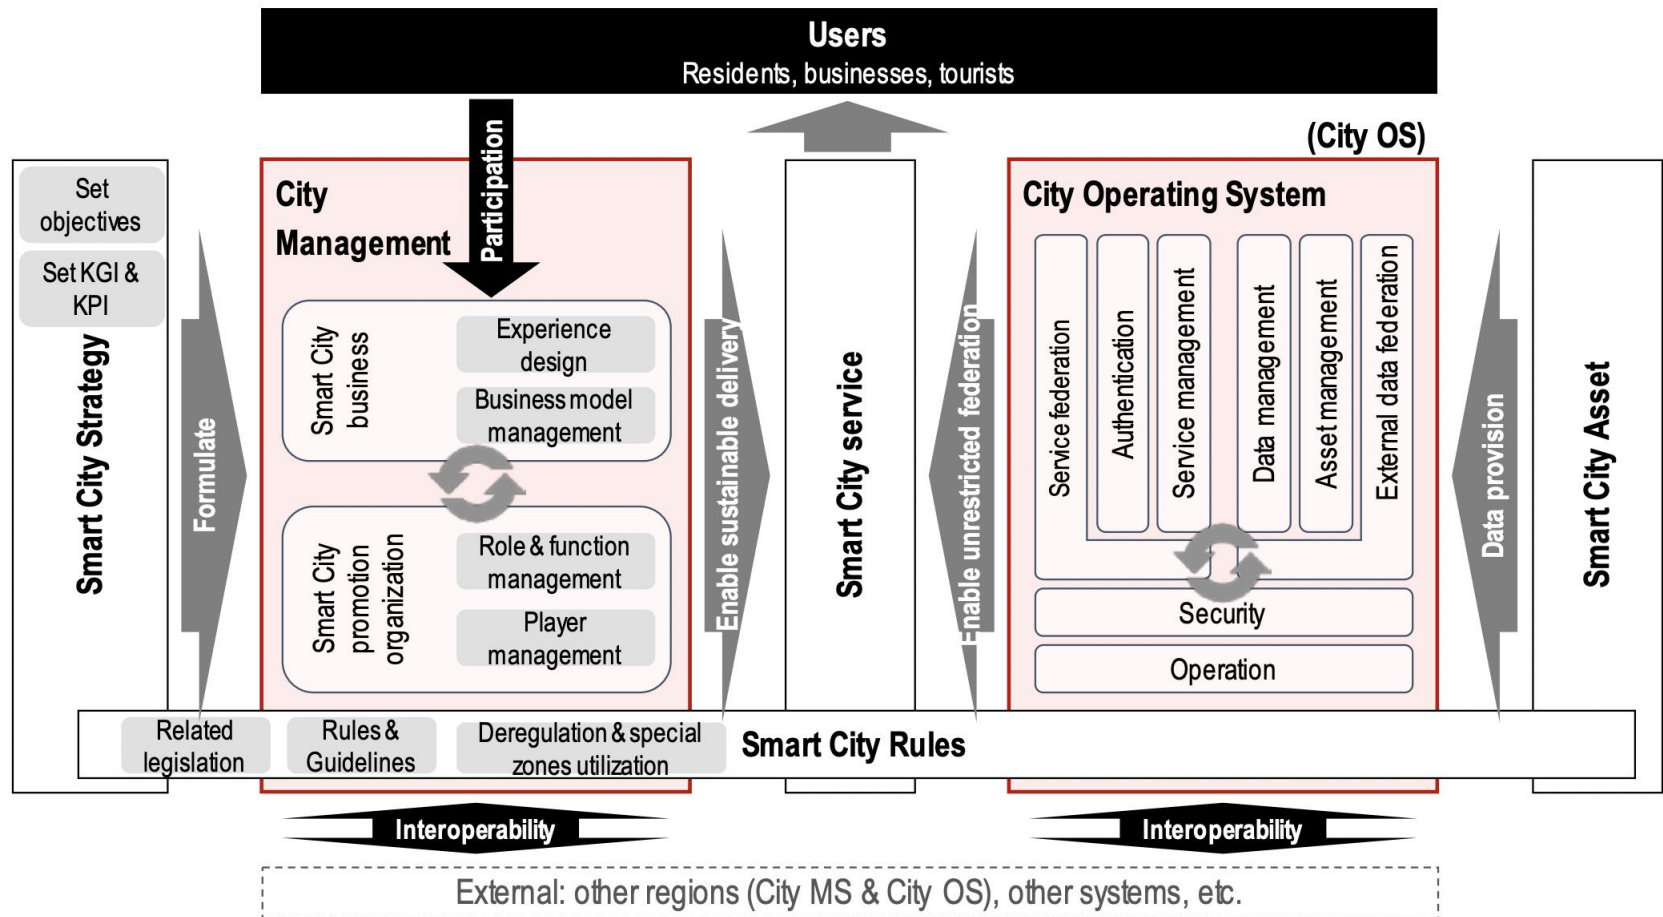 Users
Residents, businesses, tourists
(City OS)
Set
objectives
Set KGI &
KPI
Smart City Strategy
Formulate
City
Management
Participation
Smart City
business
Experience
design
Business model
management
Smart City
promotion
organization
Role & function
management
Player
management
Enable sustainable delivery
Smart City service
Enable unrestricted federation
City Operating System
Service federation
Authentication
Service management
Data management
Asset management
External data federation
Security
Operation
Data provision
Smart City Asset
Related
legislation
Rules &
Guidelines
Deregulation & special
zones utilization
Smart City Rules
Interoperability
Interoperability
External: other regions (City MS & City OS), other systems, etc.